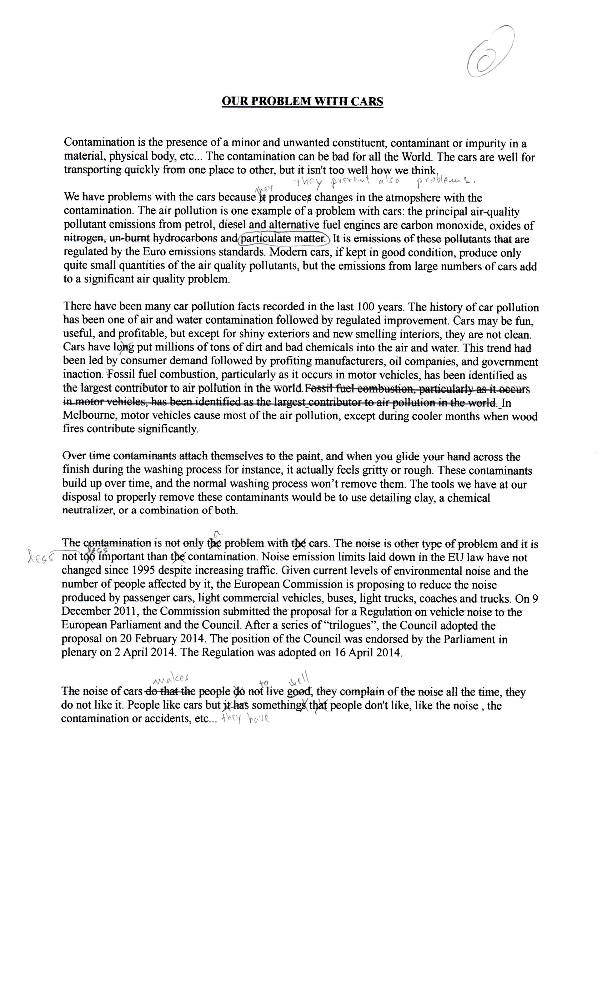 OUR PROBLEM WITH CARS
Contamination is the presence of a minor and unwanted constituent, contaminant or impurity in a
material, physical body, etc... The contamination can be bad for all the World. The cars are well for
transporting quickly from one place to other, but it isn't too well how we think.
they prevent also problems.
they
We have problems with the cars because it produces changes in the atmopshere with the
contamination. The air pollution is one example of a problem with cars: the principal air-quality
pollutant emissions from petrol, diesel and alternative fuel engines are carbon monoxide, oxides of
nitrogen, un-burnt hydrocarbons and particulate matter. It is emissions of these pollutants that are
regulated by the Euro emissions standards. Modern cars, if kept in good condition, produce only
quite small quantities of the air quality pollutants, but the emissions from large numbers of cars add
to a significant air quality problem.
There have been many car pollution facts recorded in the last 100 years. The history of car pollution
has been one of air and water contamination followed by regulated improvement. Cars may be fun,
useful, and profitable, but except for shiny exteriors and new smelling interiors, they are not clean.
Cars have long put millions of tons of dirt and bad chemicals into the air and water. This trend had
been led by consumer demand followed by profiting manufacturers, oil companies, and government
inaction. Fossil fuel combustion, particularly as it occurs in motor vehicles, has been identified as
the largest contributor to air pollution in the world.Fossil fuel combustion, particularly as it occurs
in motor vehicles, has been identified as the largest contributor to air pollution in the world. In
Melbourne, motor vehicles cause most of the air pollution, except during cooler months when wood
fires contribute significantly.
Over time contaminants attach themselves to the paint, and when you glide your hand across the
finish during the washing process for instance, it actually feels gritty or rough. These contaminants
build up over time, and the normal washing process won’t remove them. The tools we have at our
disposal to properly remove these contaminants would be to use detailing clay, a chemical
neutralizer, or a combination of both.
a
The contamination is not only the problem with the cars. The noise is other type of problem and it is
less less
not too important than the contamination. Noise emission limits laid down in the EU law have not
changed since 1995 despite increasing traffic. Given current levels of environmental noise and the
number of people affected by it, the European Commission is proposing to reduce the noise
produced by passenger cars, light commercial vehicles, buses, light trucks, coaches and trucks. On 9
December 2011, the Commission submitted the proposal for a Regulation on vehicle noise to the
European Parliament and the Council. After a series of “trilogues”, the Council adopted the
proposal on 20 February 2014. The position of the Council was endorsed by the Parliament in
plenary on 2 April 2014. The Regulation was adopted on 16 April 2014.
makes to well
The noise of cars do that the people do not live good, they complain of the noise all the time, they
do not like it. People like cars but it has somethings that people don't like, like the noise , the
contamination or accidents, etc... they have